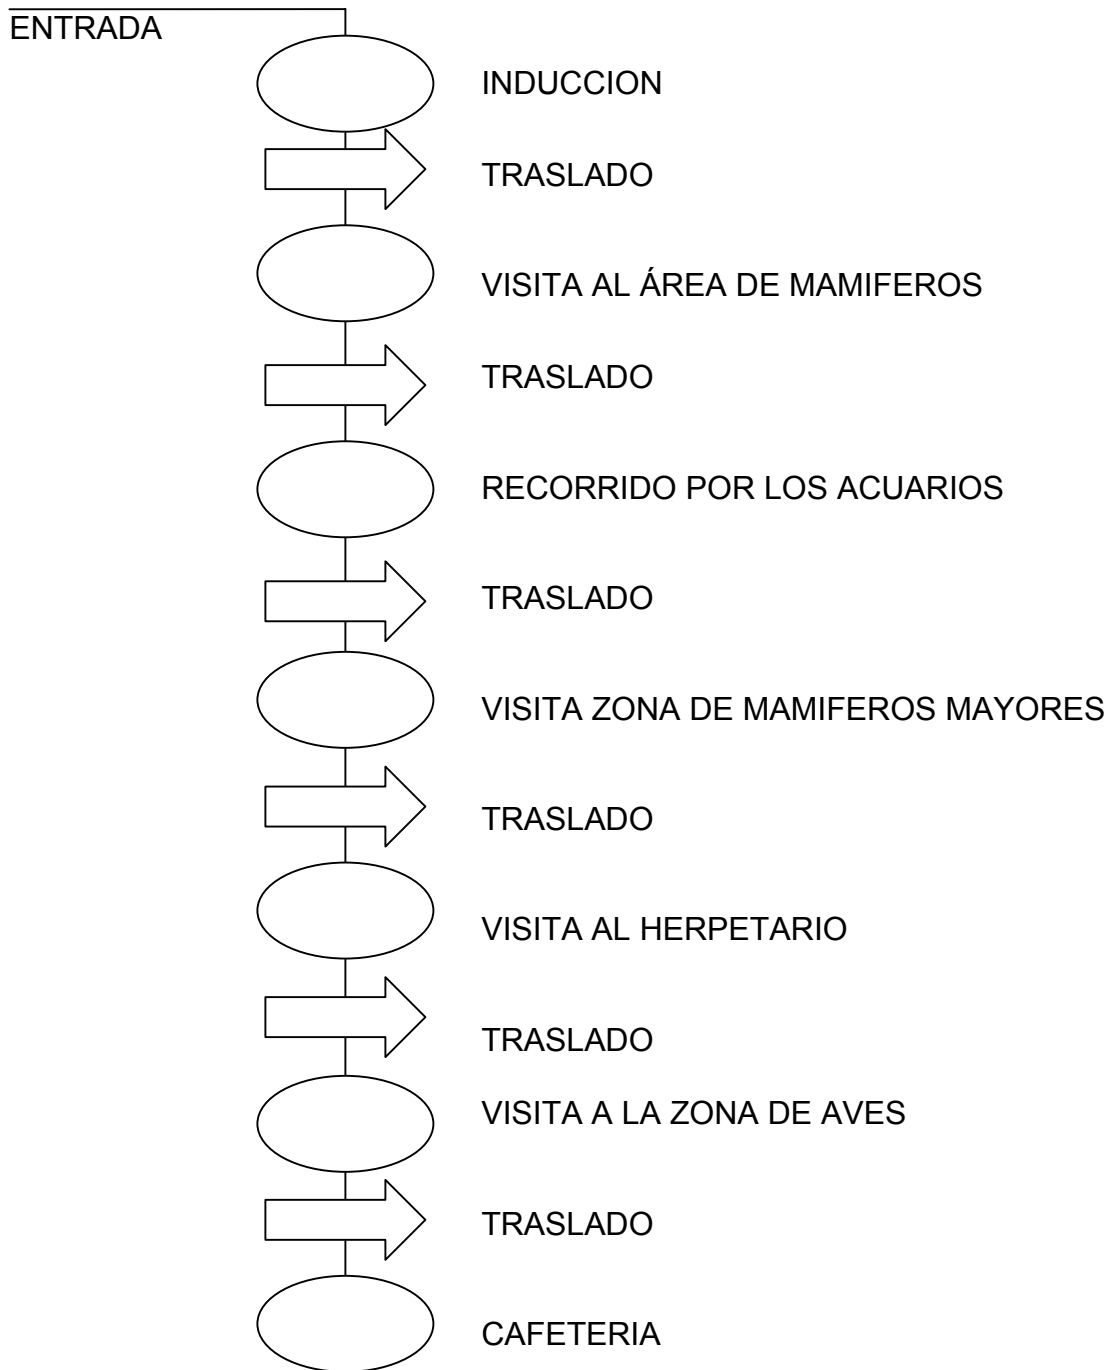 ENTRADA
INDUCCION
TRASLADO
VISITA AL ÁREA DE MAMIFEROS
TRASLADO
RECORRIDO POR LOS ACUARIOS
TRASLADO
VISITA ZONA DE MAMIFEROS MAYORES
TRASLADO
VISITA AL HERPETARIO
TRASLADO
VISITA A LA ZONA DE AVES
TRASLADO
CAFETERIA